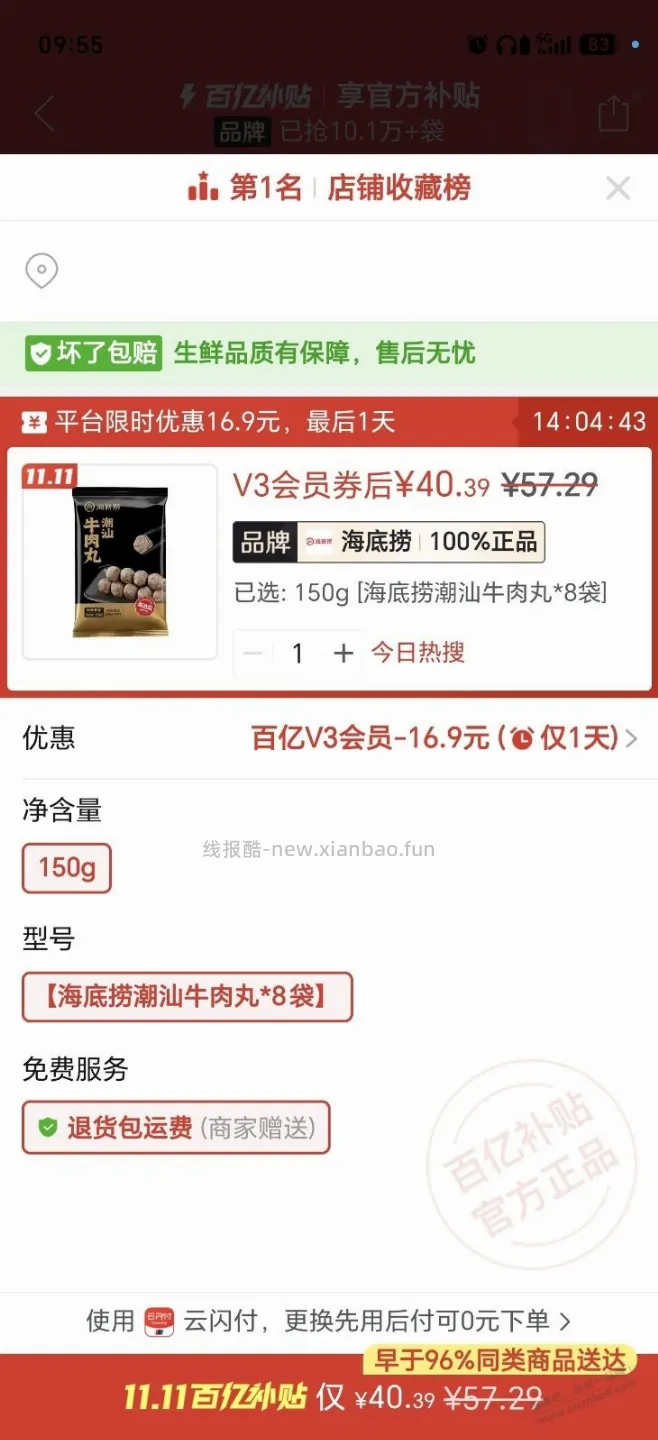 09:55
5G 83
百亿补贴 | 享官方补贴
品牌 已抢10.1万+袋
第1名 | 店铺收藏榜
坏了包赔 生鲜品质有保障，售后无忧
平台限时优惠16.9元，最后1天 14:04:43
11.11
潮汕
牛肉丸
V3会员券后¥40.39 ¥57.29
品牌 海底捞 | 100%正品
已选: 150g [海底捞潮汕牛肉丸*8袋]
1 今日热搜
优惠 百亿V3会员-16.9元 (仅1天)
净含量
线报酷-new.xianbao.fun
150g
型号
【海底捞潮汕牛肉丸*8袋】
免费服务
退货包运费 (商家赠送)
百亿补贴
官方正品
使用 云闪付 云闪付，更换先用后付可0元下单
早于96%同类商品送达
11.11百亿补贴 仅 ¥40.39 ¥57.29